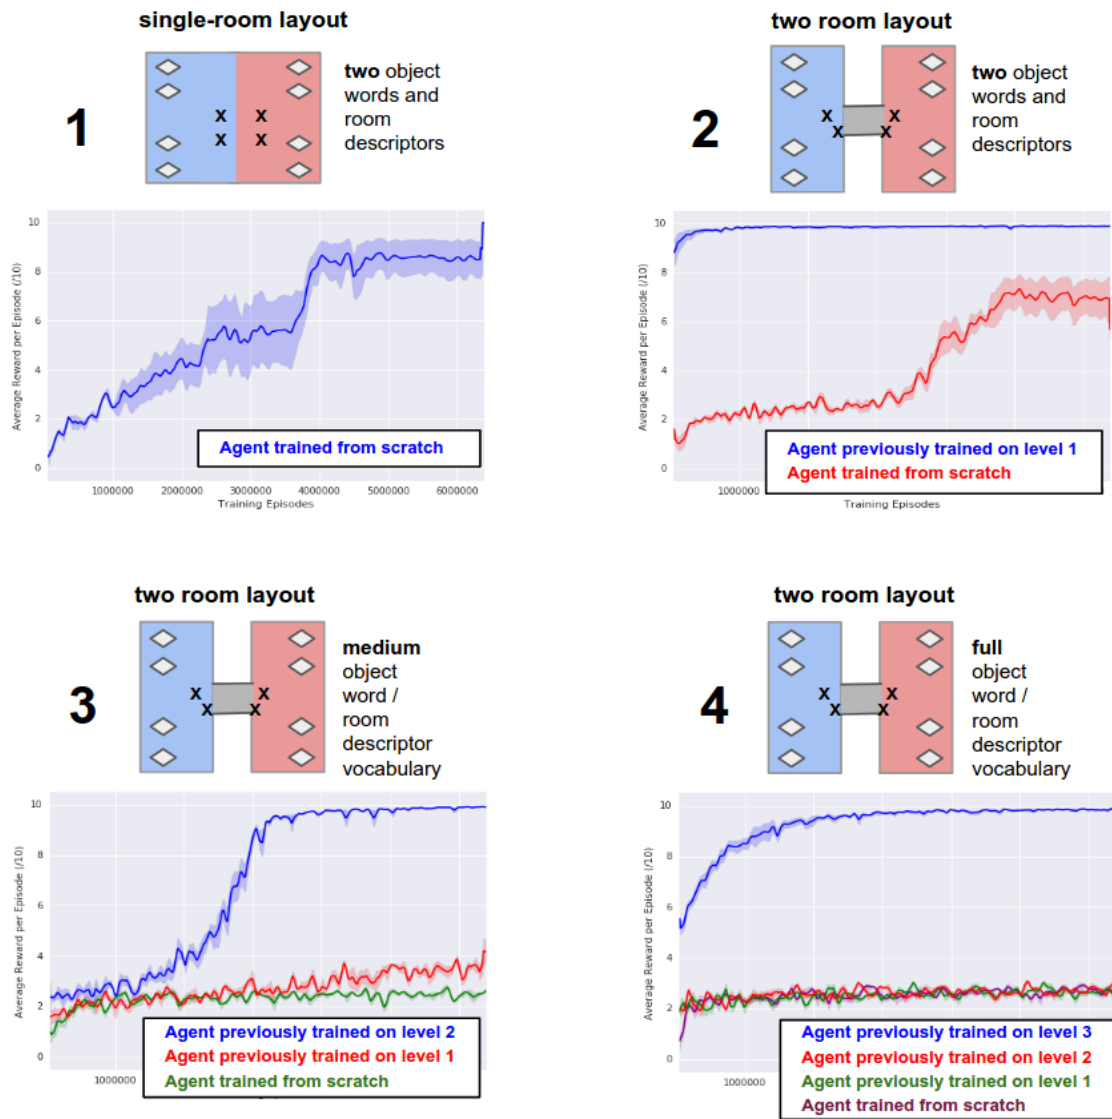 single-room layout
1
X X
X X
two object
words and
room
descriptors
Average Reward per Episode (/10)
10
8
6
4
2
0
Agent trained from scratch
1000000 2000000 3000000 4000000 5000000 6000000
Training Episodes
two room layout
2
X X
X X
two object
words and
room
descriptors
Average Reward per Episode (/10)
10
8
6
4
2
0
Agent previously trained on level 1
Agent trained from scratch
1000000
Training Episodes
two room layout
3
X X
X X
medium
object
word /
room
descriptor
vocabulary
Average Reward per Episode (/10)
10
8
6
4
2
0
Agent previously trained on level 2
Agent previously trained on level 1
Agent trained from scratch
1000000
two room layout
4
X X
X X
full
object
word /
room
descriptor
vocabulary
Average Reward per Episode (/10)
10
8
6
4
2
0
Agent previously trained on level 3
Agent previously trained on level 2
Agent previously trained on level 1
Agent trained from scratch
1000000